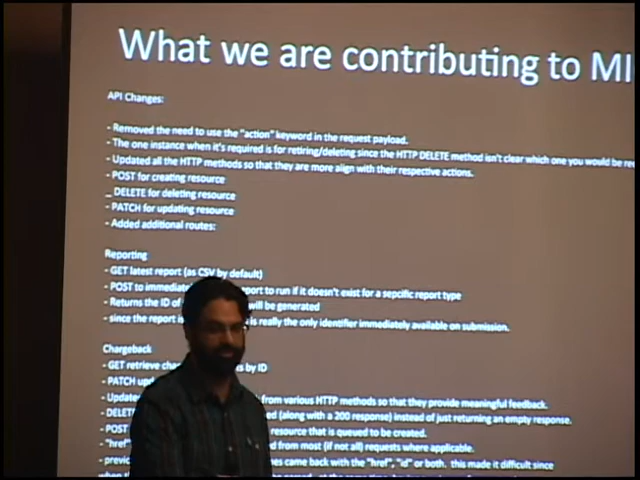 What we are contributing to MI
API Changes:
- Removed the need to use the "action" keyword in the request payload.
- The one instance when it's required is for retiring/deleting since the HTTP DELETE method isn't clear which one you would be re
- Updated all the HTTP methods so that they are more align with their respective actions.
- POST for creating resource
_ DELETE for deleting resource
- PATCH for updating resource
- Added additional routes:
Reporting
- GET latest report (as CSV by default)
- POST to immediate port to run if it doesn't exist for a sepcific report type
- Returns the ID of will be generated
- since the report is really the only identifier immediately available on submission.
Chargeback
- GET retrieve cha s by ID
- PATCH upd
- Update from various HTTP methods so that they provide meaningful feedback.
- DELET ed (along with a 200 response) instead of just returning an empty response.
- POST resource that is queued to be created.
- "href" ed from most (if not all) requests where applicable.
- previo mes came back with the "href", "id" or both. this made it difficult since